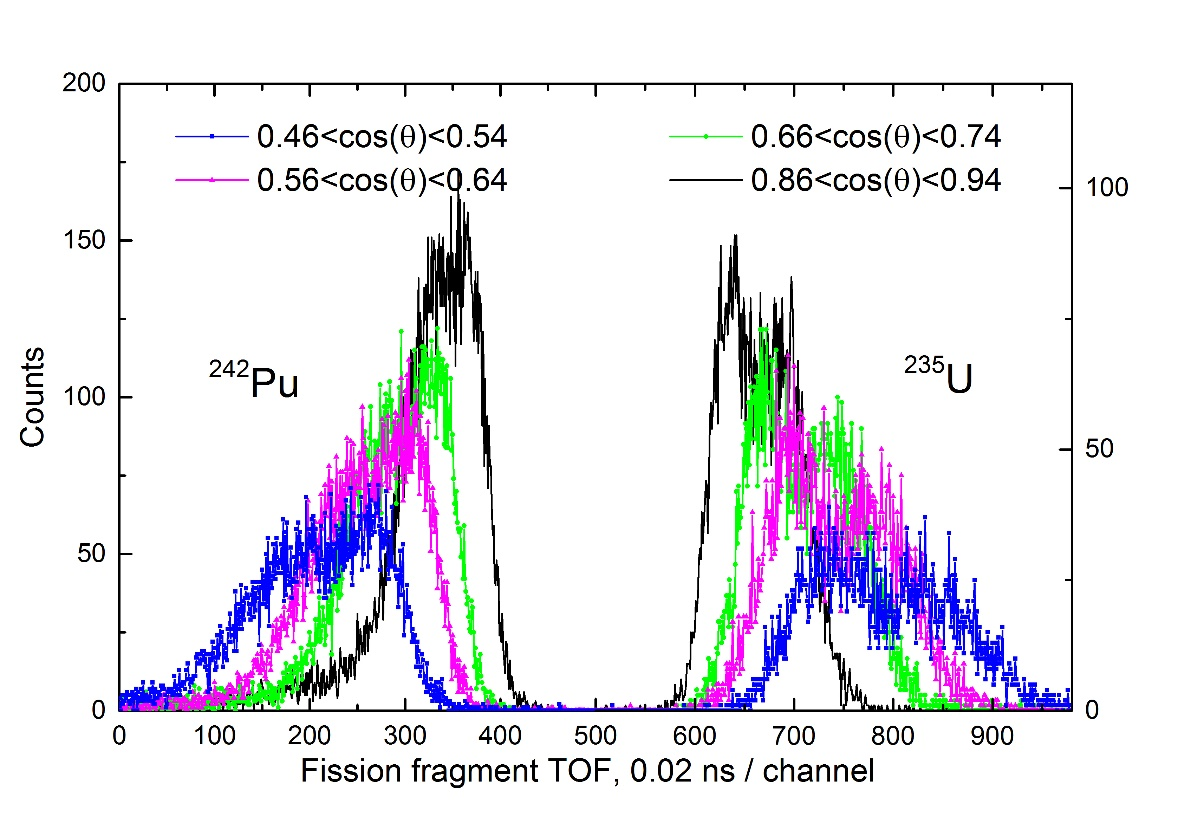 200
150
100
50
0
Counts
0.46<cos(θ)<0.54
0.56<cos(θ)<0.64
0.66<cos(θ)<0.74
0.86<cos(θ)<0.94
²⁴²Pu
²³⁵U
100
50
0
0 100 200 300 400 500 600 700 800 900
Fission fragment TOF, 0.02 ns / channel